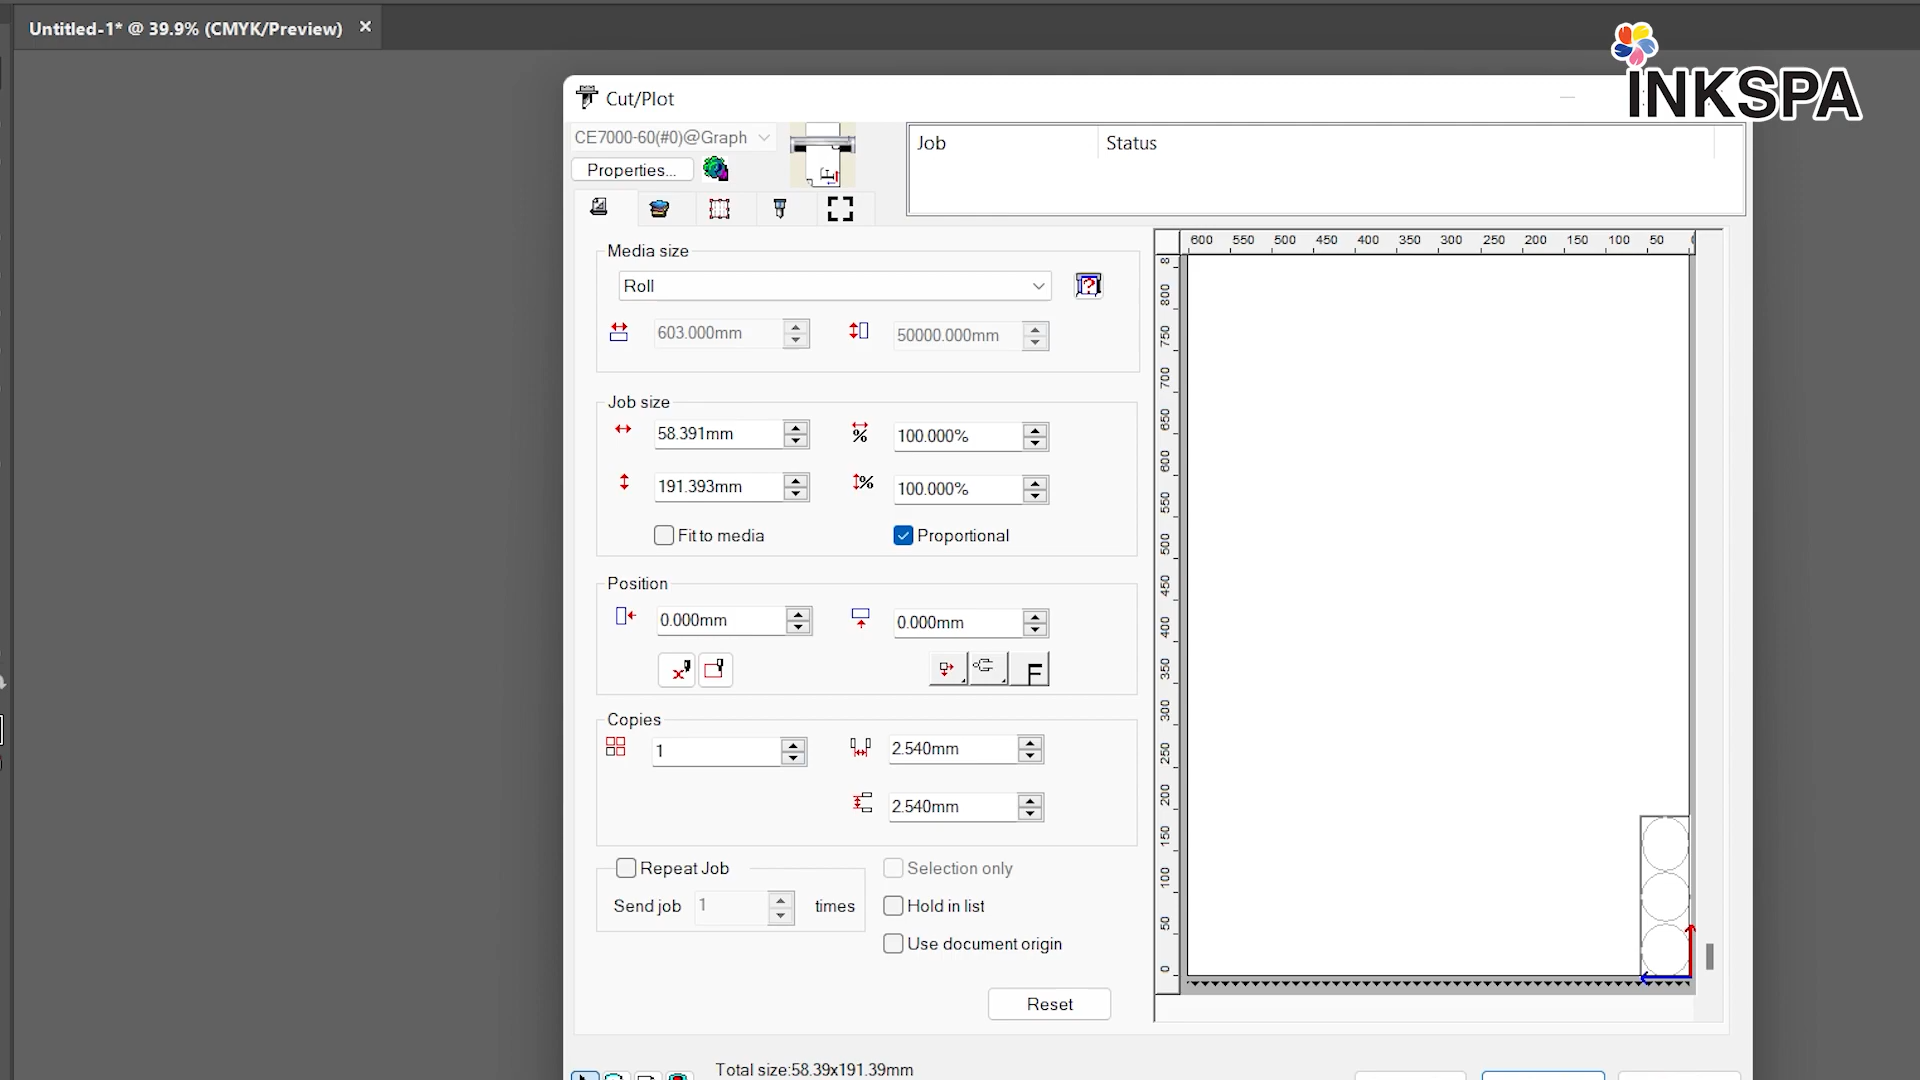 Untitled-1* @ 39.9% (CMYK/Preview) ×
INKSPA
Cut/Plot
CE7000-60(#0)@Graph
Properties...
Job Status
Media size
Roll
603.000mm 50000.000mm
Job size
58.391mm % 100.000%
191.393mm % 100.000%
Fit to media Proportional
Position
0.000mm 0.000mm
F
Copies
1 2.540mm
2.540mm
Repeat Job Selection only
Send job 1 times Hold in list
Use document origin
Reset
Total size:58.39x191.39mm
600 550 500 450 400 350 300 250 200 150 100 50
8
800
750
700
650
600
550
500
450
400
350
300
250
200
150
100
50
0